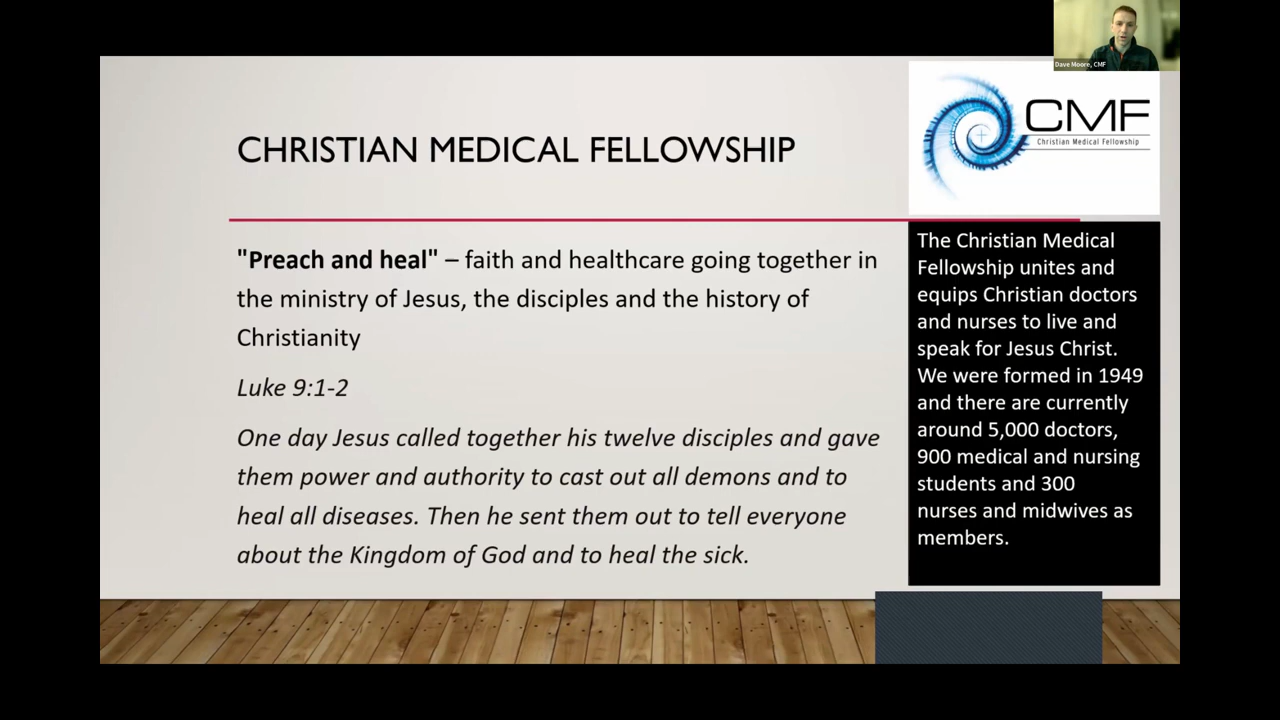 Dave Moore, CMF
CHRISTIAN MEDICAL FELLOWSHIP
CMF
Christian Medical Fellowship
"Preach and heal" – faith and healthcare going together in
the ministry of Jesus, the disciples and the history of
Christianity
Luke 9:1-2
One day Jesus called together his twelve disciples and gave
them power and authority to cast out all demons and to
heal all diseases. Then he sent them out to tell everyone
about the Kingdom of God and to heal the sick.
The Christian Medical
Fellowship unites and
equips Christian doctors
and nurses to live and
speak for Jesus Christ.
We were formed in 1949
and there are currently
around 5,000 doctors,
900 medical and nursing
students and 300
nurses and midwives as
members.